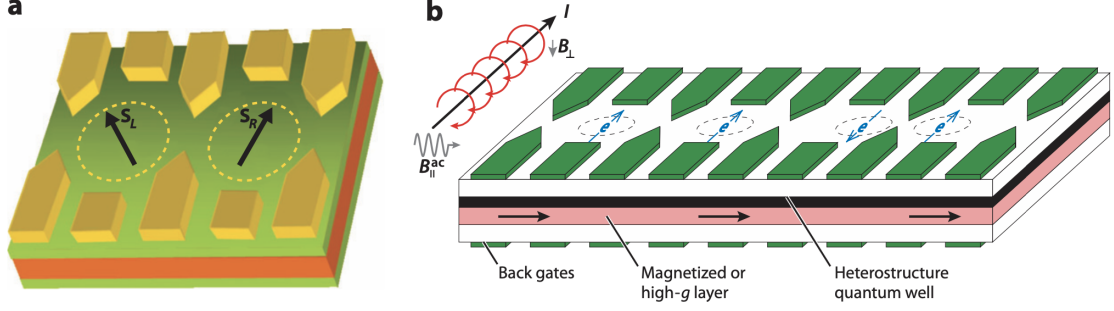 a
S_L
S_R
b
I
B_⊥
B_||^ac
e
e
e
e
Back gates
Magnetized or
high-g layer
Heterostructure
quantum well